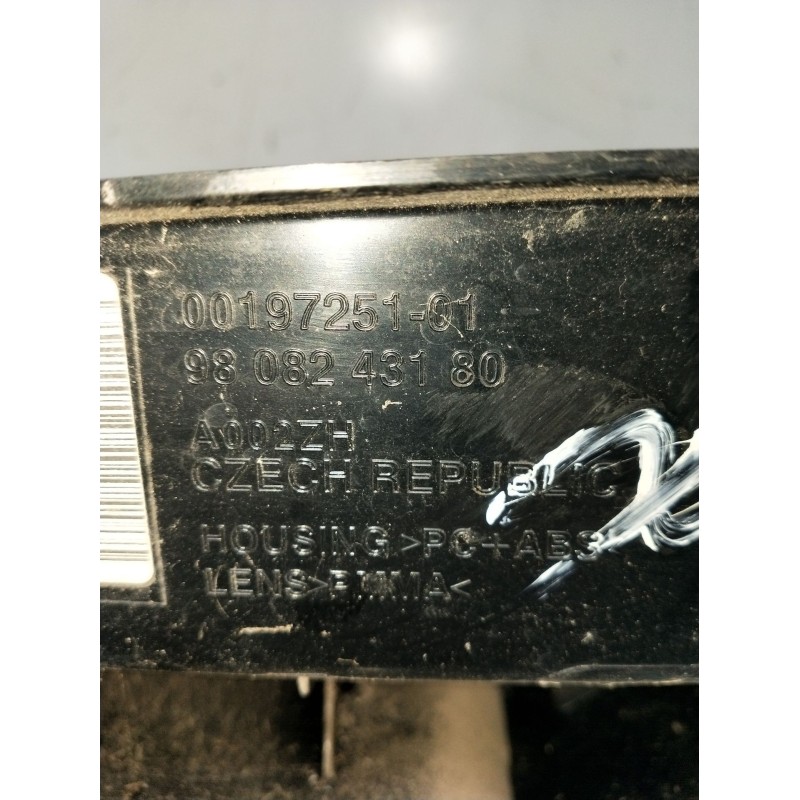 00197251-01
98 082 431 80
A002ZH
CZECH REPUBLIC
HOUSING >PC+ABS
LENS >PMMA<